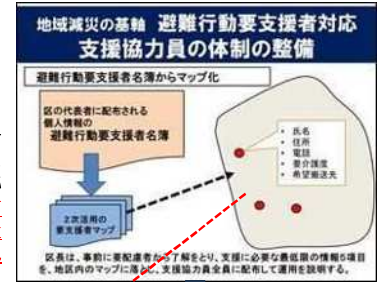 地域減災の基軸 避難行動要支援者対応
支援協力員の体制の整備
避難行動要支援者名簿からマップ化
区の代表者に配布される
個人情報の
避難行動要支援者名簿
・ 氏名
・ 住所
・ 電話
・ 要介護度
・ 希望搬送先
2次活用の
要支援者マップ
区長は、事前に要配慮者から了解をとり、支援に必要な最低限の情報5項目
を、地区内のマップに落とし、支援協力員全員に配布して運用を説明する。